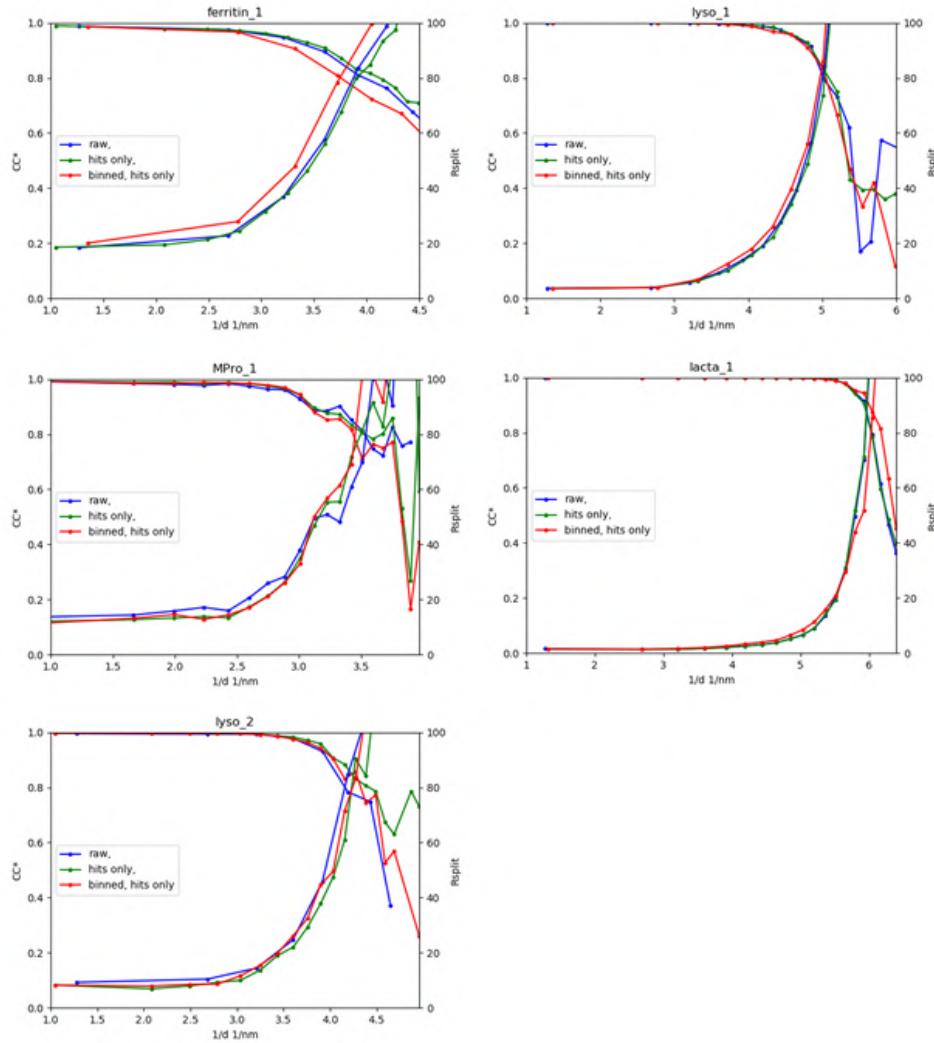 ferritin_1
1.0
0.8
0.6
0.4
0.2
0.0
CC*
100
80
60
40
20
0
Rsplit
raw,
hits only,
binned, hits only
1.0 1.5 2.0 2.5 3.0 3.5 4.0 4.5
1/d 1/nm
lyso_1
1.0
0.8
0.6
0.4
0.2
0.0
CC*
100
80
60
40
20
0
Rsplit
raw,
hits only,
binned, hits only
1 2 3 4 5 6
1/d 1/nm
MPro_1
1.0
0.8
0.6
0.4
0.2
0.0
CC*
100
80
60
40
20
0
Rsplit
raw,
hits only,
binned, hits only
1.0 1.5 2.0 2.5 3.0 3.5
1/d 1/nm
lacta_1
1.0
0.8
0.6
0.4
0.2
0.0
CC*
100
80
60
40
20
0
Rsplit
raw,
hits only,
binned, hits only
1 2 3 4 5 6
1/d 1/nm
lyso_2
1.0
0.8
0.6
0.4
0.2
0.0
CC*
100
80
60
40
20
0
Rsplit
raw,
hits only,
binned, hits only
1.0 1.5 2.0 2.5 3.0 3.5 4.0 4.5
1/d 1/nm